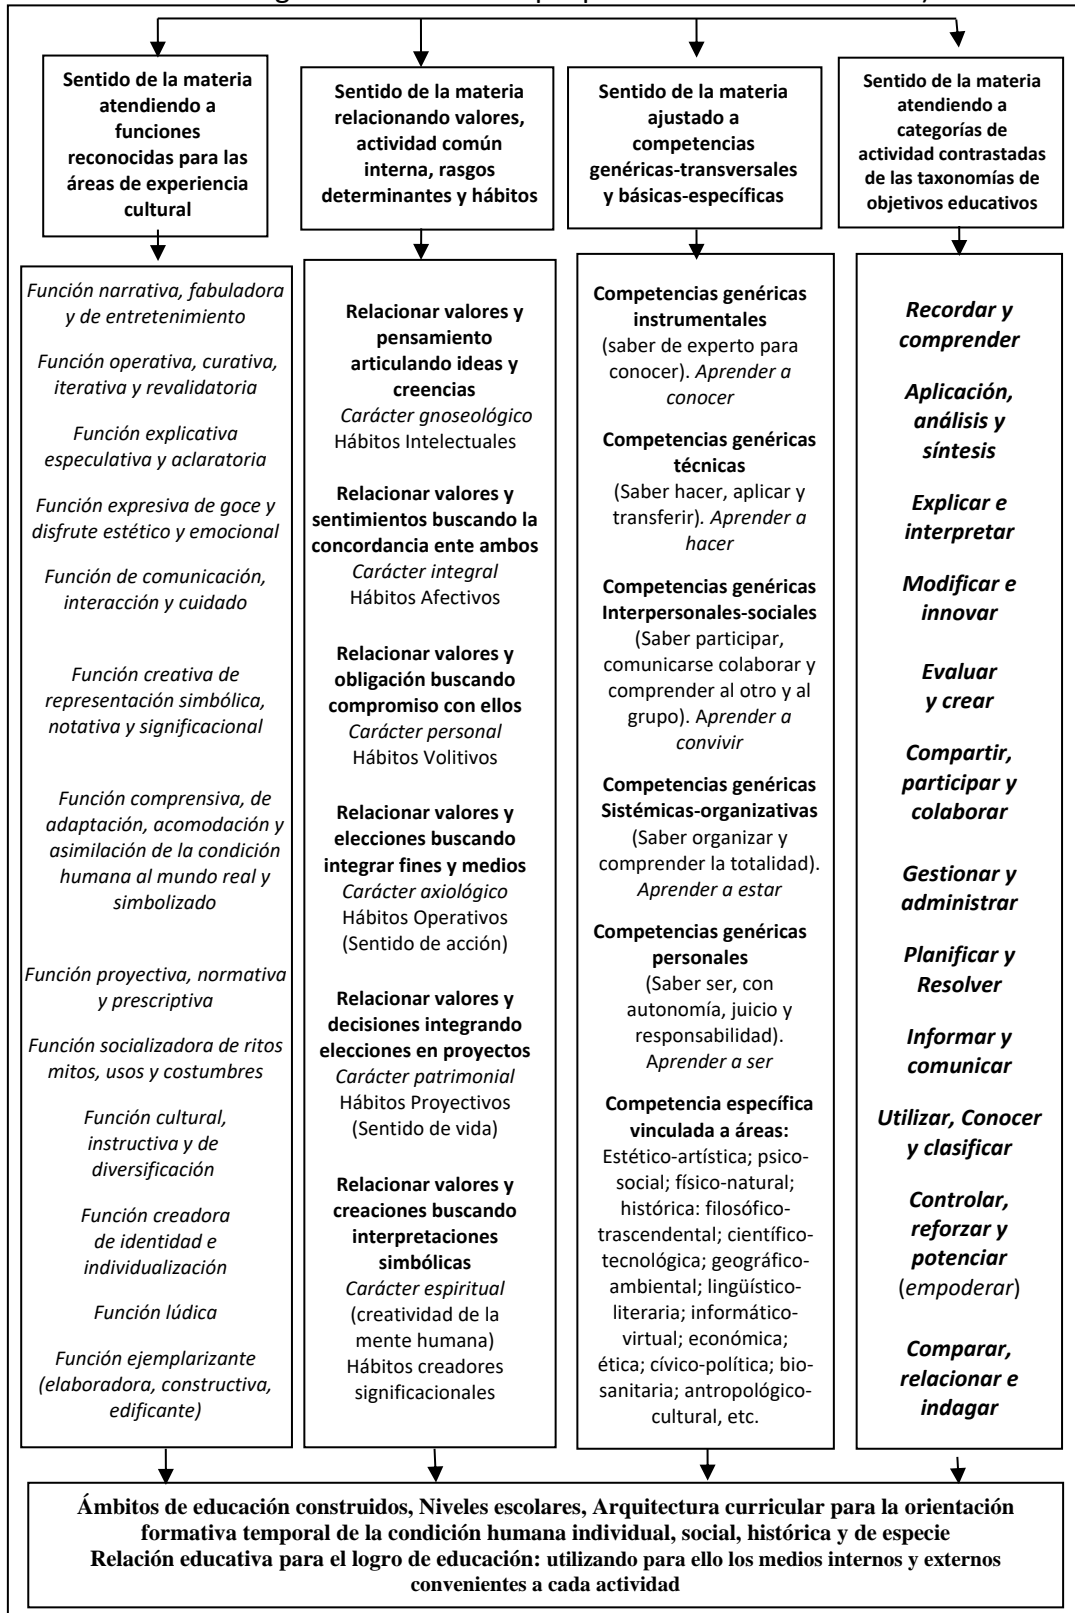 Sentido de la materia
atendiendo a
funciones
reconocidas para las
áreas de experiencia
cultural
Sentido de la materia
relacionando valores,
actividad común
interna, rasgos
determinantes y hábitos
Sentido de la materia
ajustado a
competencias
genéricas-transversales
y básicas-específicas
Sentido de la materia
atendiendo a
categorías de
actividad contrastadas
de las taxonomías de
objetivos educativos
Función narrativa, fabuladora
y de entretenimiento
Función operativa, curativa,
iterativa y revalidatoria
Función explicativa
especulativa y aclaratoria
Función expresiva de goce y
disfrute estético y emocional
Función de comunicación,
interacción y cuidado
Función creativa de
representación simbólica,
notativa y significacional
Función comprensiva, de
adaptación, acomodación y
asimilación de la condición
humana al mundo real y
simbolizado
Función proyectiva, normativa
y prescriptiva
Función socializadora de ritos
mitos, usos y costumbres
Función cultural,
instructiva y de
diversificación
Función creadora
de identidad e
individualización
Función lúdica
Función ejemplarizante
(elaboradora, constructiva,
edificante)
Relacionar valores y
pensamiento
articulando ideas y
creencias
Carácter gnoseológico
Hábitos Intelectuales
Relacionar valores y
sentimientos buscando la
concordancia ente ambos
Carácter integral
Hábitos Afectivos
Relacionar valores y
obligación buscando
compromiso con ellos
Carácter personal
Hábitos Volitivos
Relacionar valores y
elecciones buscando
integrar fines y medios
Carácter axiológico
Hábitos Operativos
(Sentido de acción)
Relacionar valores y
decisiones integrando
elecciones en proyectos
Carácter patrimonial
Hábitos Proyectivos
(Sentido de vida)
Relacionar valores y
creaciones buscando
interpretaciones
simbólicas
Carácter espiritual
(creatividad de la
mente humana)
Hábitos creadores
significacionales
Competencias genéricas
instrumentales
(saber de experto para
conocer). Aprender a
conocer
Competencias genéricas
técnicas
(Saber hacer, aplicar y
transferir). Aprender a
hacer
Competencias genéricas
Interpersonales-sociales
(Saber participar,
comunicarse colaborar y
comprender al otro y al
grupo). Aprender a
convivir
Competencias genéricas
Sistémicas-organizativas
(Saber organizar y
comprender la totalidad).
Aprender a estar
Competencias genéricas
personales
(Saber ser, con
autonomía, juicio y
responsabilidad).
Aprender a ser
Competencia específica
vinculada a áreas:
Estético-artística; psico-
social; físico-natural;
histórica: filosófico-
trascendental; científico-
tecnológica; geográfico-
ambiental; lingüístico-
literaria; informático-
virtual; económica;
ética; cívico-política; bio-
sanitaria; antropológico-
cultural, etc.
Recordar y
comprender
Aplicación,
análisis y
síntesis
Explicar e
interpretar
Modificar e
innovar
Evaluar
y crear
Compartir,
participar y
colaborar
Gestionar y
administrar
Planificar y
Resolver
Informar y
comunicar
Utilizar, Conocer
y clasificar
Controlar,
reforzar y
potenciar
(empoderar)
Comparar,
relacionar e
indagar
Ámbitos de educación construidos, Niveles escolares, Arquitectura curricular para la orientación
formativa temporal de la condición humana individual, social, histórica y de especie
Relación educativa para el logro de educación: utilizando para ello los medios internos y externos
convenientes a cada actividad